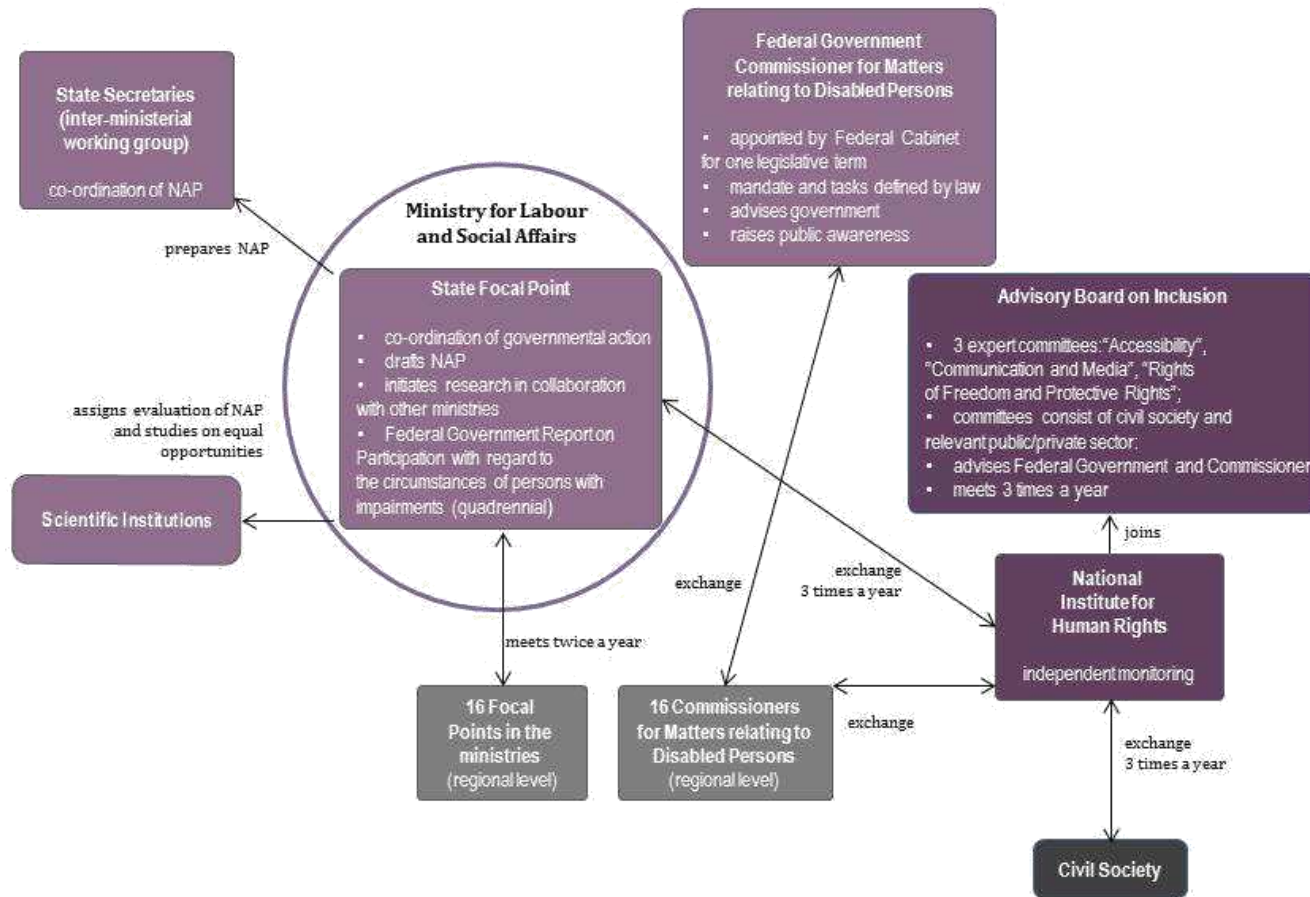 Federal Government
Commissioner for Matters
relating to Disabled Persons
• appointed by Federal Cabinet
for one legislative term
• mandate and tasks defined by law
• advises government
• raises public awareness
State Secretaries
(inter-ministerial
working group)
co-ordination of NAP
prepares NAP
Ministry for Labour
and Social Affairs
State Focal Point
• co-ordination of governmental action
• drafts NAP
• initiates research in collaboration
with other ministries
• Federal Government Report on
Participation with regard to
the circumstances of persons with
impairments (quadrennial)
Advisory Board on Inclusion
• 3 expert committees: "Accessibility",
"Communication and Media", "Rights
of Freedom and Protective Rights";
• committees consist of civil society and
relevant public/private sector:
• advises Federal Government and Commissioner
• meets 3 times a year
assigns evaluation of NAP
and studies on equal
opportunities
Scientific Institutions
joins
exchange
exchange
3 times a year
National
Institute for
Human Rights
independent monitoring
meets twice a year
16 Focal
Points in the
ministries
(regional level)
16 Commissioners
for Matters relating to
Disabled Persons
(regional level)
exchange
exchange
3 times a year
Civil Society